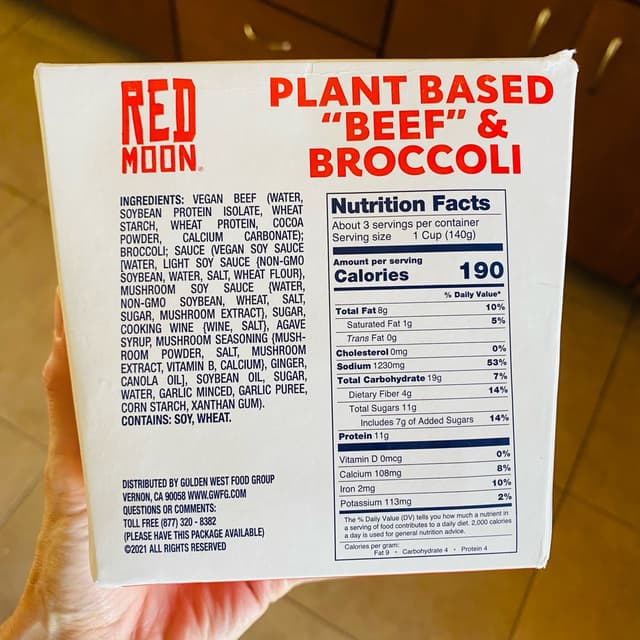 RED
MOON®
PLANT BASED
“BEEF” &
BROCCOLI
INGREDIENTS: VEGAN BEEF (WATER,
SOYBEAN PROTEIN ISOLATE, WHEAT
STARCH, WHEAT PROTEIN, COCOA
POWDER, CALCIUM CARBONATE);
BROCCOLI; SAUCE (VEGAN SOY SAUCE
[WATER, LIGHT SOY SAUCE {NON-GMO
SOYBEAN, WATER, SALT, WHEAT FLOUR},
MUSHROOM SOY SAUCE {WATER,
NON-GMO SOYBEAN, WHEAT, SALT,
SUGAR, MUSHROOM EXTRACT}, SUGAR,
COOKING WINE {WINE, SALT}, AGAVE
SYRUP, MUSHROOM SEASONING {MUSH-
ROOM POWDER, SALT, MUSHROOM
EXTRACT, VITAMIN B, CALCIUM}, GINGER,
CANOLA OIL], SOYBEAN OIL, SUGAR,
WATER, GARLIC MINCED, GARLIC PUREE,
CORN STARCH, XANTHAN GUM).
CONTAINS: SOY, WHEAT.
DISTRIBUTED BY GOLDEN WEST FOOD GROUP
VERNON, CA 90058 WWW.GWFG.COM
QUESTIONS OR COMMENTS:
TOLL FREE (877) 320 - 8382
(PLEASE HAVE THIS PACKAGE AVAILABLE)
©2021 ALL RIGHTS RESERVED
Nutrition Facts
About 3 servings per container
Serving size 1 Cup (140g)
Amount per serving
Calories 190
% Daily Value*
Total Fat 8g 10%
Saturated Fat 1g 5%
Trans Fat 0g
Cholesterol 0mg 0%
Sodium 1230mg 53%
Total Carbohydrate 19g 7%
Dietary Fiber 4g 14%
Total Sugars 11g
Includes 7g of Added Sugars 14%
Protein 11g
Vitamin D 0mcg 0%
Calcium 108mg 8%
Iron 2mg 10%
Potassium 113mg 2%
The % Daily Value (DV) tells you how much a nutrient in
a serving of food contributes to a daily diet. 2,000 calories
a day is used for general nutrition advice.
Calories per gram:
Fat 9 • Carbohydrate 4 • Protein 4